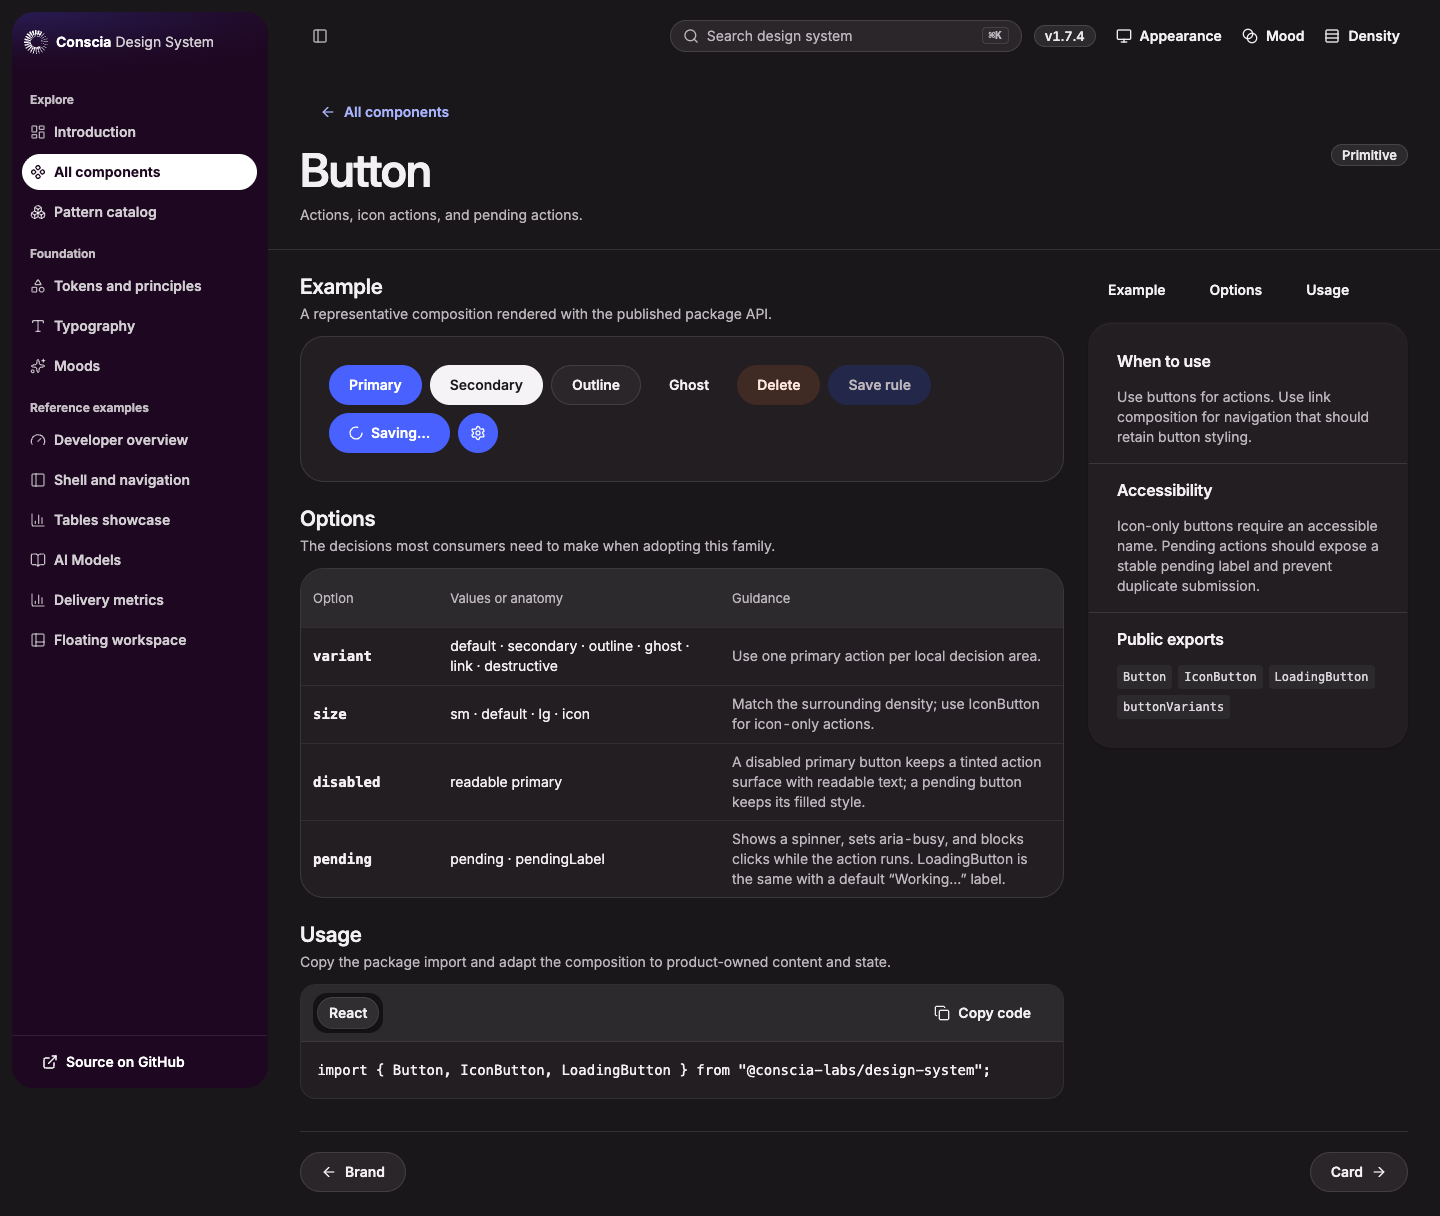 Conscia Design System
Search design system
⌘K
v1.7.4
Appearance
Mood
Density
Explore
Introduction
All components
Pattern catalog
Foundation
Tokens and principles
Typography
Moods
Reference examples
Developer overview
Shell and navigation
Tables showcase
AI Models
Delivery metrics
Floating workspace
Source on GitHub
← All components
Button
Primitive
Actions, icon actions, and pending actions.
Example
A representative composition rendered with the published package API.
Primary
Secondary
Outline
Ghost
Delete
Save rule
Saving...
Options
The decisions most consumers need to make when adopting this family.
Option
Values or anatomy
Guidance
variant
default · secondary · outline · ghost ·
link · destructive
Use one primary action per local decision area.
size
sm · default · lg · icon
Match the surrounding density; use IconButton
for icon-only actions.
disabled
readable primary
A disabled primary button keeps a tinted action
surface with readable text; a pending button
keeps its filled style.
pending
pending · pendingLabel
Shows a spinner, sets aria-busy, and blocks
clicks while the action runs. LoadingButton is
the same with a default “Working…” label.
Usage
Copy the package import and adapt the composition to product-owned content and state.
React
Copy code
import { Button, IconButton, LoadingButton } from "@conscia-labs/design-system";
← Brand
Card →
Example
Options
Usage
When to use
Use buttons for actions. Use link
composition for navigation that should
retain button styling.
Accessibility
Icon-only buttons require an accessible
name. Pending actions should expose a
stable pending label and prevent
duplicate submission.
Public exports
Button
IconButton
LoadingButton
buttonVariants